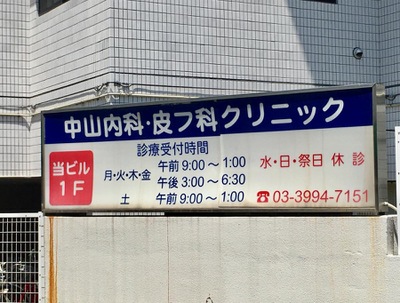 中山内科・皮フ科クリニック
当ビル
1F
診療受付時間
月・火・木・金 午前 9:00～1:00
午後 3:00～6:30
土 午前 9:00～1:00
水・日・祭日 休診
☎03-3994-7151